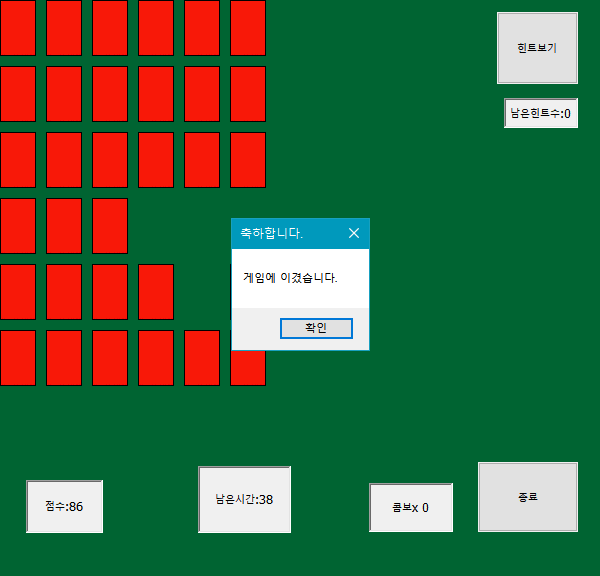 힌트보기
남은힌트수:0
축하합니다.
게임에 이겼습니다.
확인
점수:86
남은시간:38
콤보x 0
종료